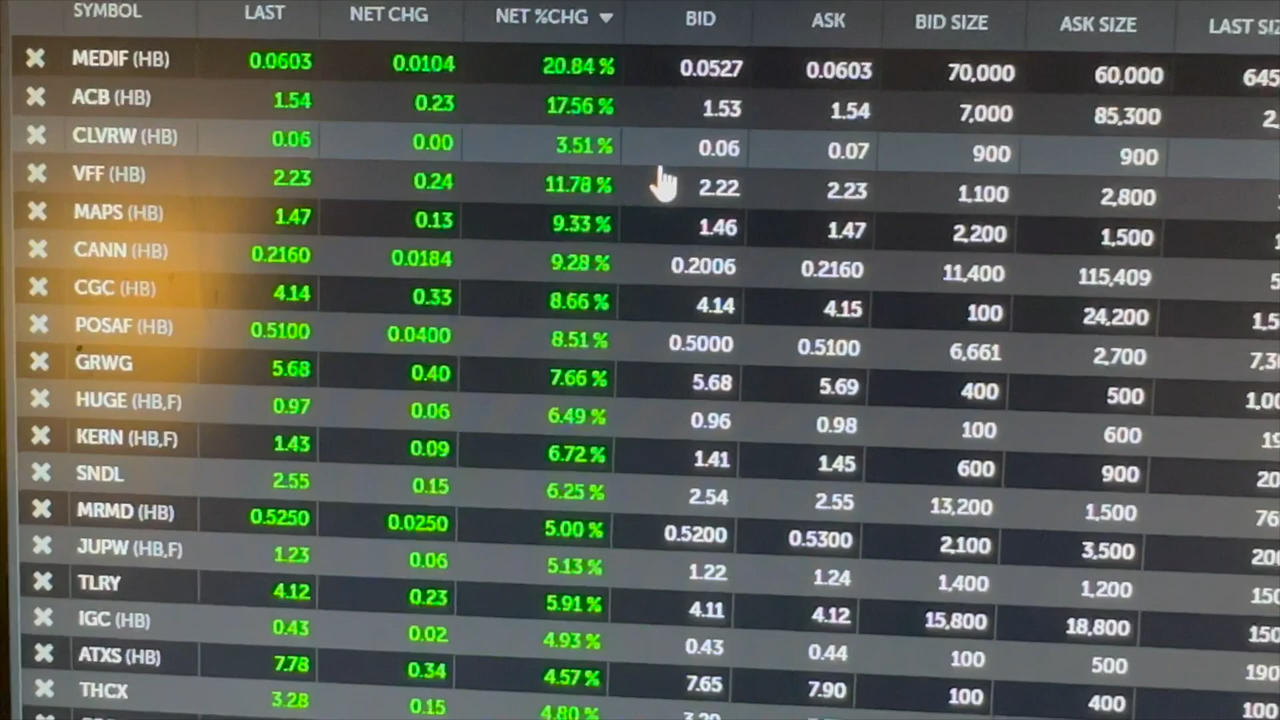 SYMBOL LAST NET CHG NET %CHG BID ASK BID SIZE ASK SIZE LAST
MEDIF (HB) 0.0603 0.0104 20.84 % 0.0527 0.0603 70,000 60,000
ACB (HB) 1.54 0.23 17.56 % 1.53 1.54 7,000 85,300
CLVRW (HB) 0.06 0.00 3.51 % 0.06 0.07 900 900
VFF (HB) 2.23 0.24 11.78 % 2.22 2.23 1,100 2,800
MAPS (HB) 1.47 0.13 9.33 % 1.46 1.47 2,200 1,500
CANN (HB) 0.2160 0.0184 9.28 % 0.2006 0.2160 11,400 115,409
CGC (HB) 4.14 0.33 8.66 % 4.14 4.15 100 24,200
POSAF (HB) 0.5100 0.0400 8.51 % 0.5000 0.5100 6,661 2,700
GRWG 5.68 0.40 7.66 % 5.68 5.69 400 500
HUGE (HB,F) 0.97 0.06 6.49 % 0.96 0.98 100 600
KERN (HB,F) 1.43 0.09 6.72 % 1.41 1.45 600 900
SNDL 2.55 0.15 6.25 % 2.54 2.55 13,200 1,500
MRMD (HB) 0.5250 0.0250 5.00 % 0.5200 0.5300 2,100 3,500
JUPW (HB,F) 1.23 0.06 5.13 % 1.22 1.24 1,400 1,200
TLRY 4.12 0.23 5.91 % 4.11 4.12 15,800 18,800
IGC (HB) 0.43 0.02 4.93 % 0.43 0.44 100 500
ATXS (HB) 7.78 0.34 4.57 % 7.65 7.90 100 400
THCX 3.28 0.15 4.80 %